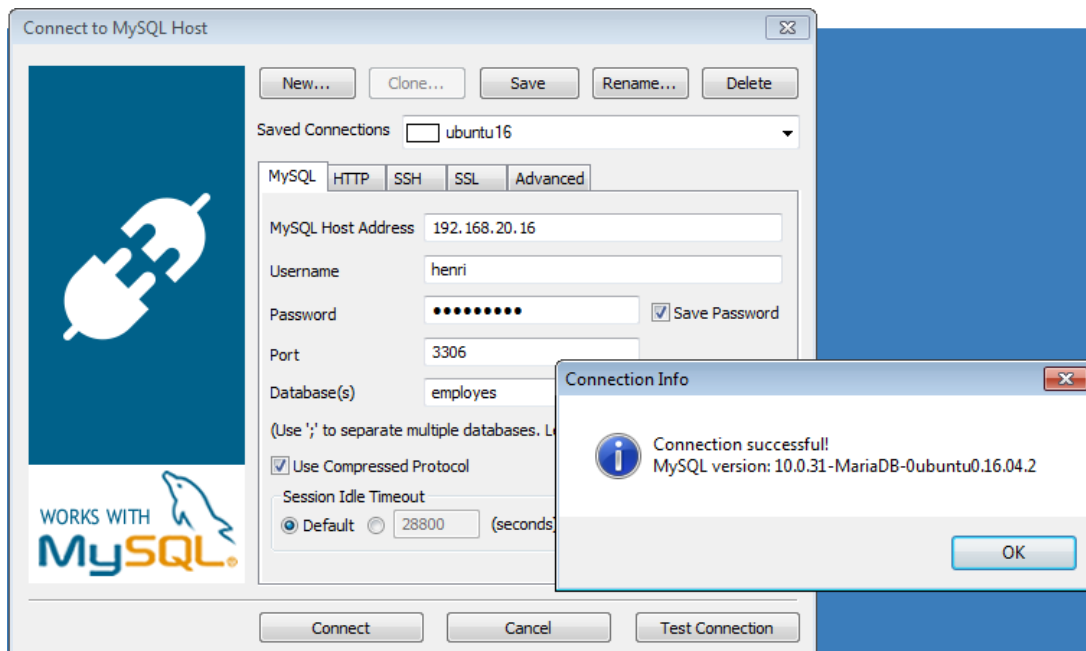 Connect to MySQL Host
New... Clone... Save Rename... Delete
Saved Connections ubuntu16
MySQL HTTP SSH SSL Advanced
MySQL Host Address 192.168.20.16
Username henri
Password ••••••••• Save Password
Port 3306
Database(s) employes
(Use ';' to separate multiple databases. L
Use Compressed Protocol
Session Idle Timeout
Default 28800 (seconds)
WORKS WITH
MySQL®
Connect Cancel Test Connection
Connection Info
Connection successful!
MySQL version: 10.0.31-MariaDB-0ubuntu0.16.04.2
OK